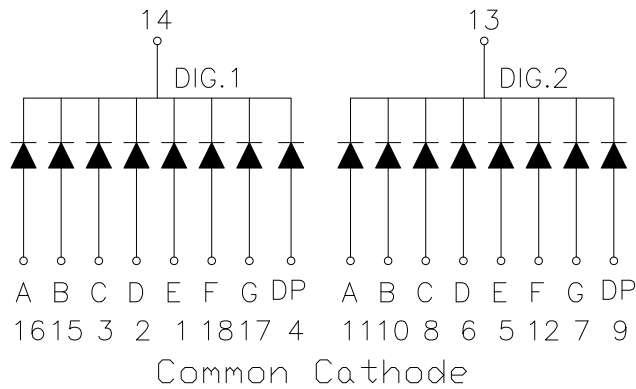 14 13
DIG.1 DIG.2
A B C D E F G DP A B C D E F G DP
16 15 3 2 1 18 17 4 11 10 8 6 5 12 7 9
Common Cathode